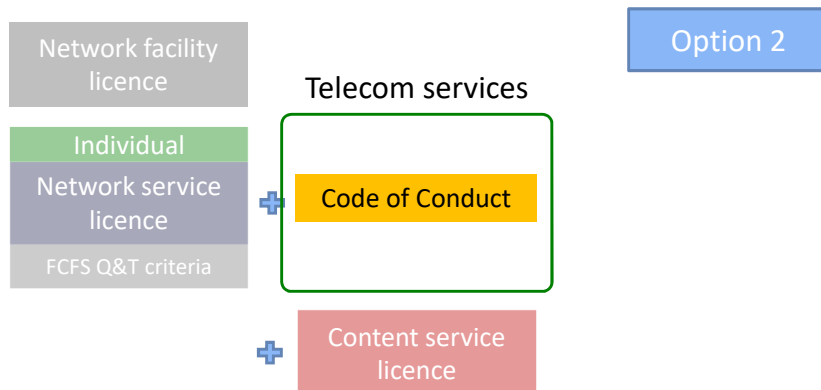 Network facility
licence
Option 2
Telecom services
Individual
Network service
licence
FCFS Q&T criteria
Code of Conduct
Content service
licence